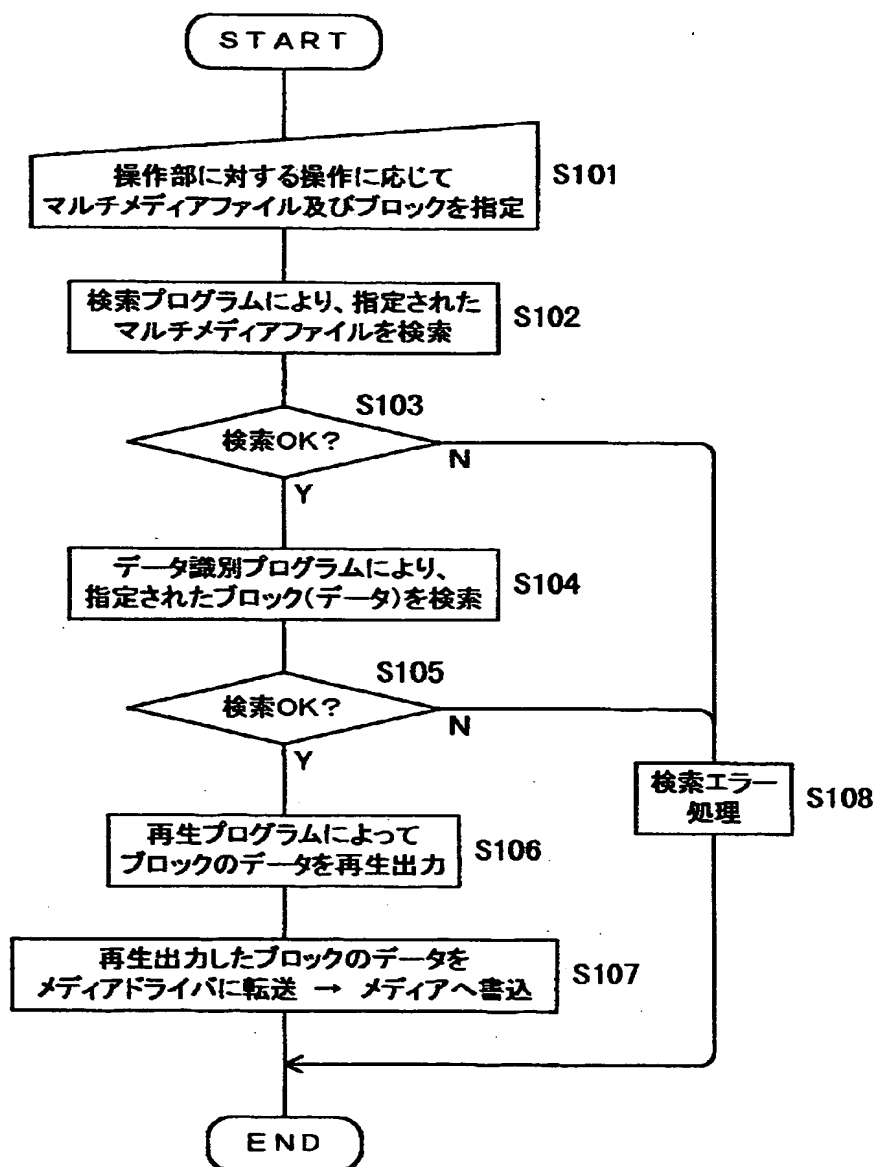 START
操作部に対する操作に応じて
マルチメディアファイル及びブロックを指定
S101
検索プログラムにより、指定された
マルチメディアファイルを検索
S102
S103
検索OK?
N
Y
データ識別プログラムにより、
指定されたブロック(データ)を検索
S104
S105
検索OK?
N
Y
検索エラー
処理
S108
再生プログラムによって
ブロックのデータを再生出力
S106
再生出力したブロックのデータを
メディアドライバに転送 → メディアへ書込
S107
END